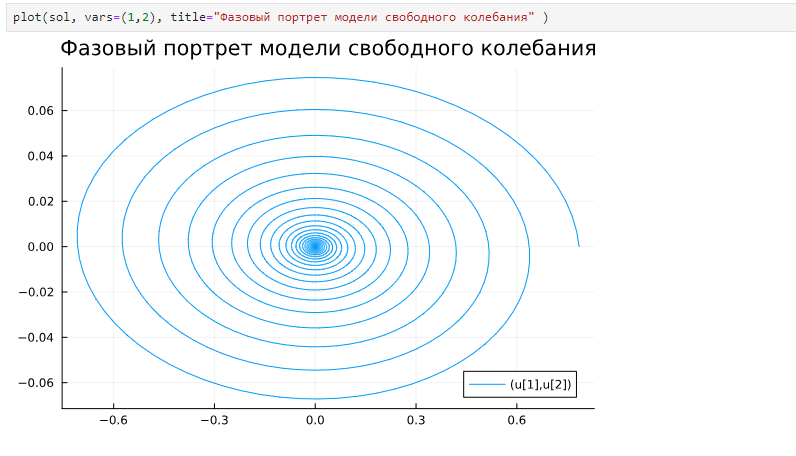 plot(sol, vars=(1,2), title="Фазовый портрет модели свободного колебания" )
Фазовый портрет модели свободного колебания
0.06
0.04
0.02
0.00
−0.02
−0.04
−0.06
(u[1],u[2])
−0.6 −0.3 0.0 0.3 0.6